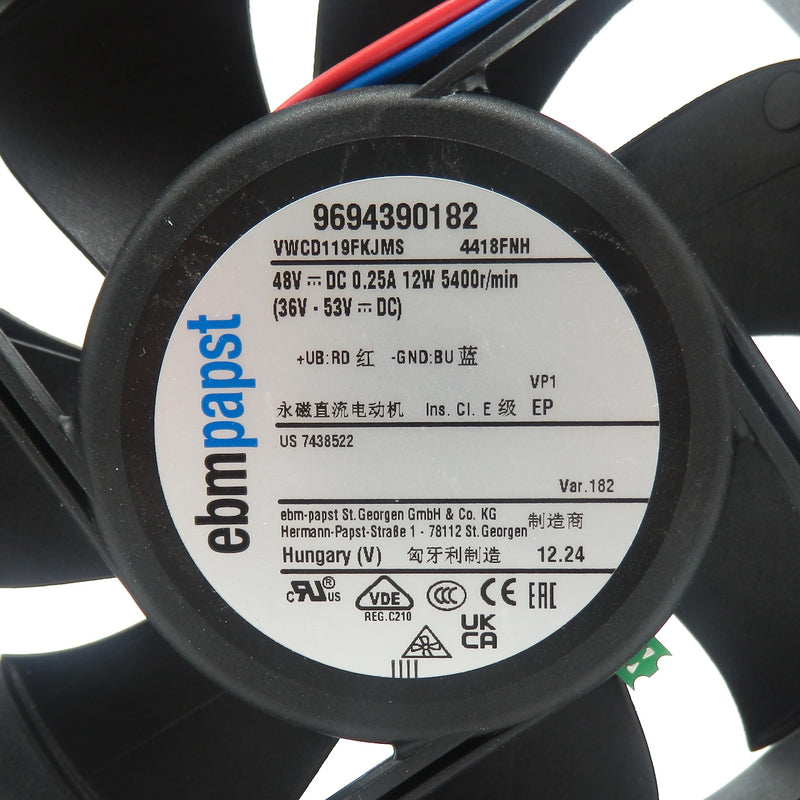 9694390182
VWCD119FKJMS 4418FNH
48V ⎓ DC 0.25A 12W 5400r/min
(36V - 53V ⎓ DC)
+UB:RD 红 -GND:BU 蓝
VP1
永磁直流电动机 Ins. Cl. E 级 EP
US 7438522
Var.182
ebm-papst St.Georgen GmbH & Co. KG
Hermann-Papst-Straße 1 - 78112 St.Georgen 制造商
Hungary (V) 匈牙利制造 12.24
ebmpapst
c RU ® US VDE CCC CE EAC
REG.C210
UK
CA